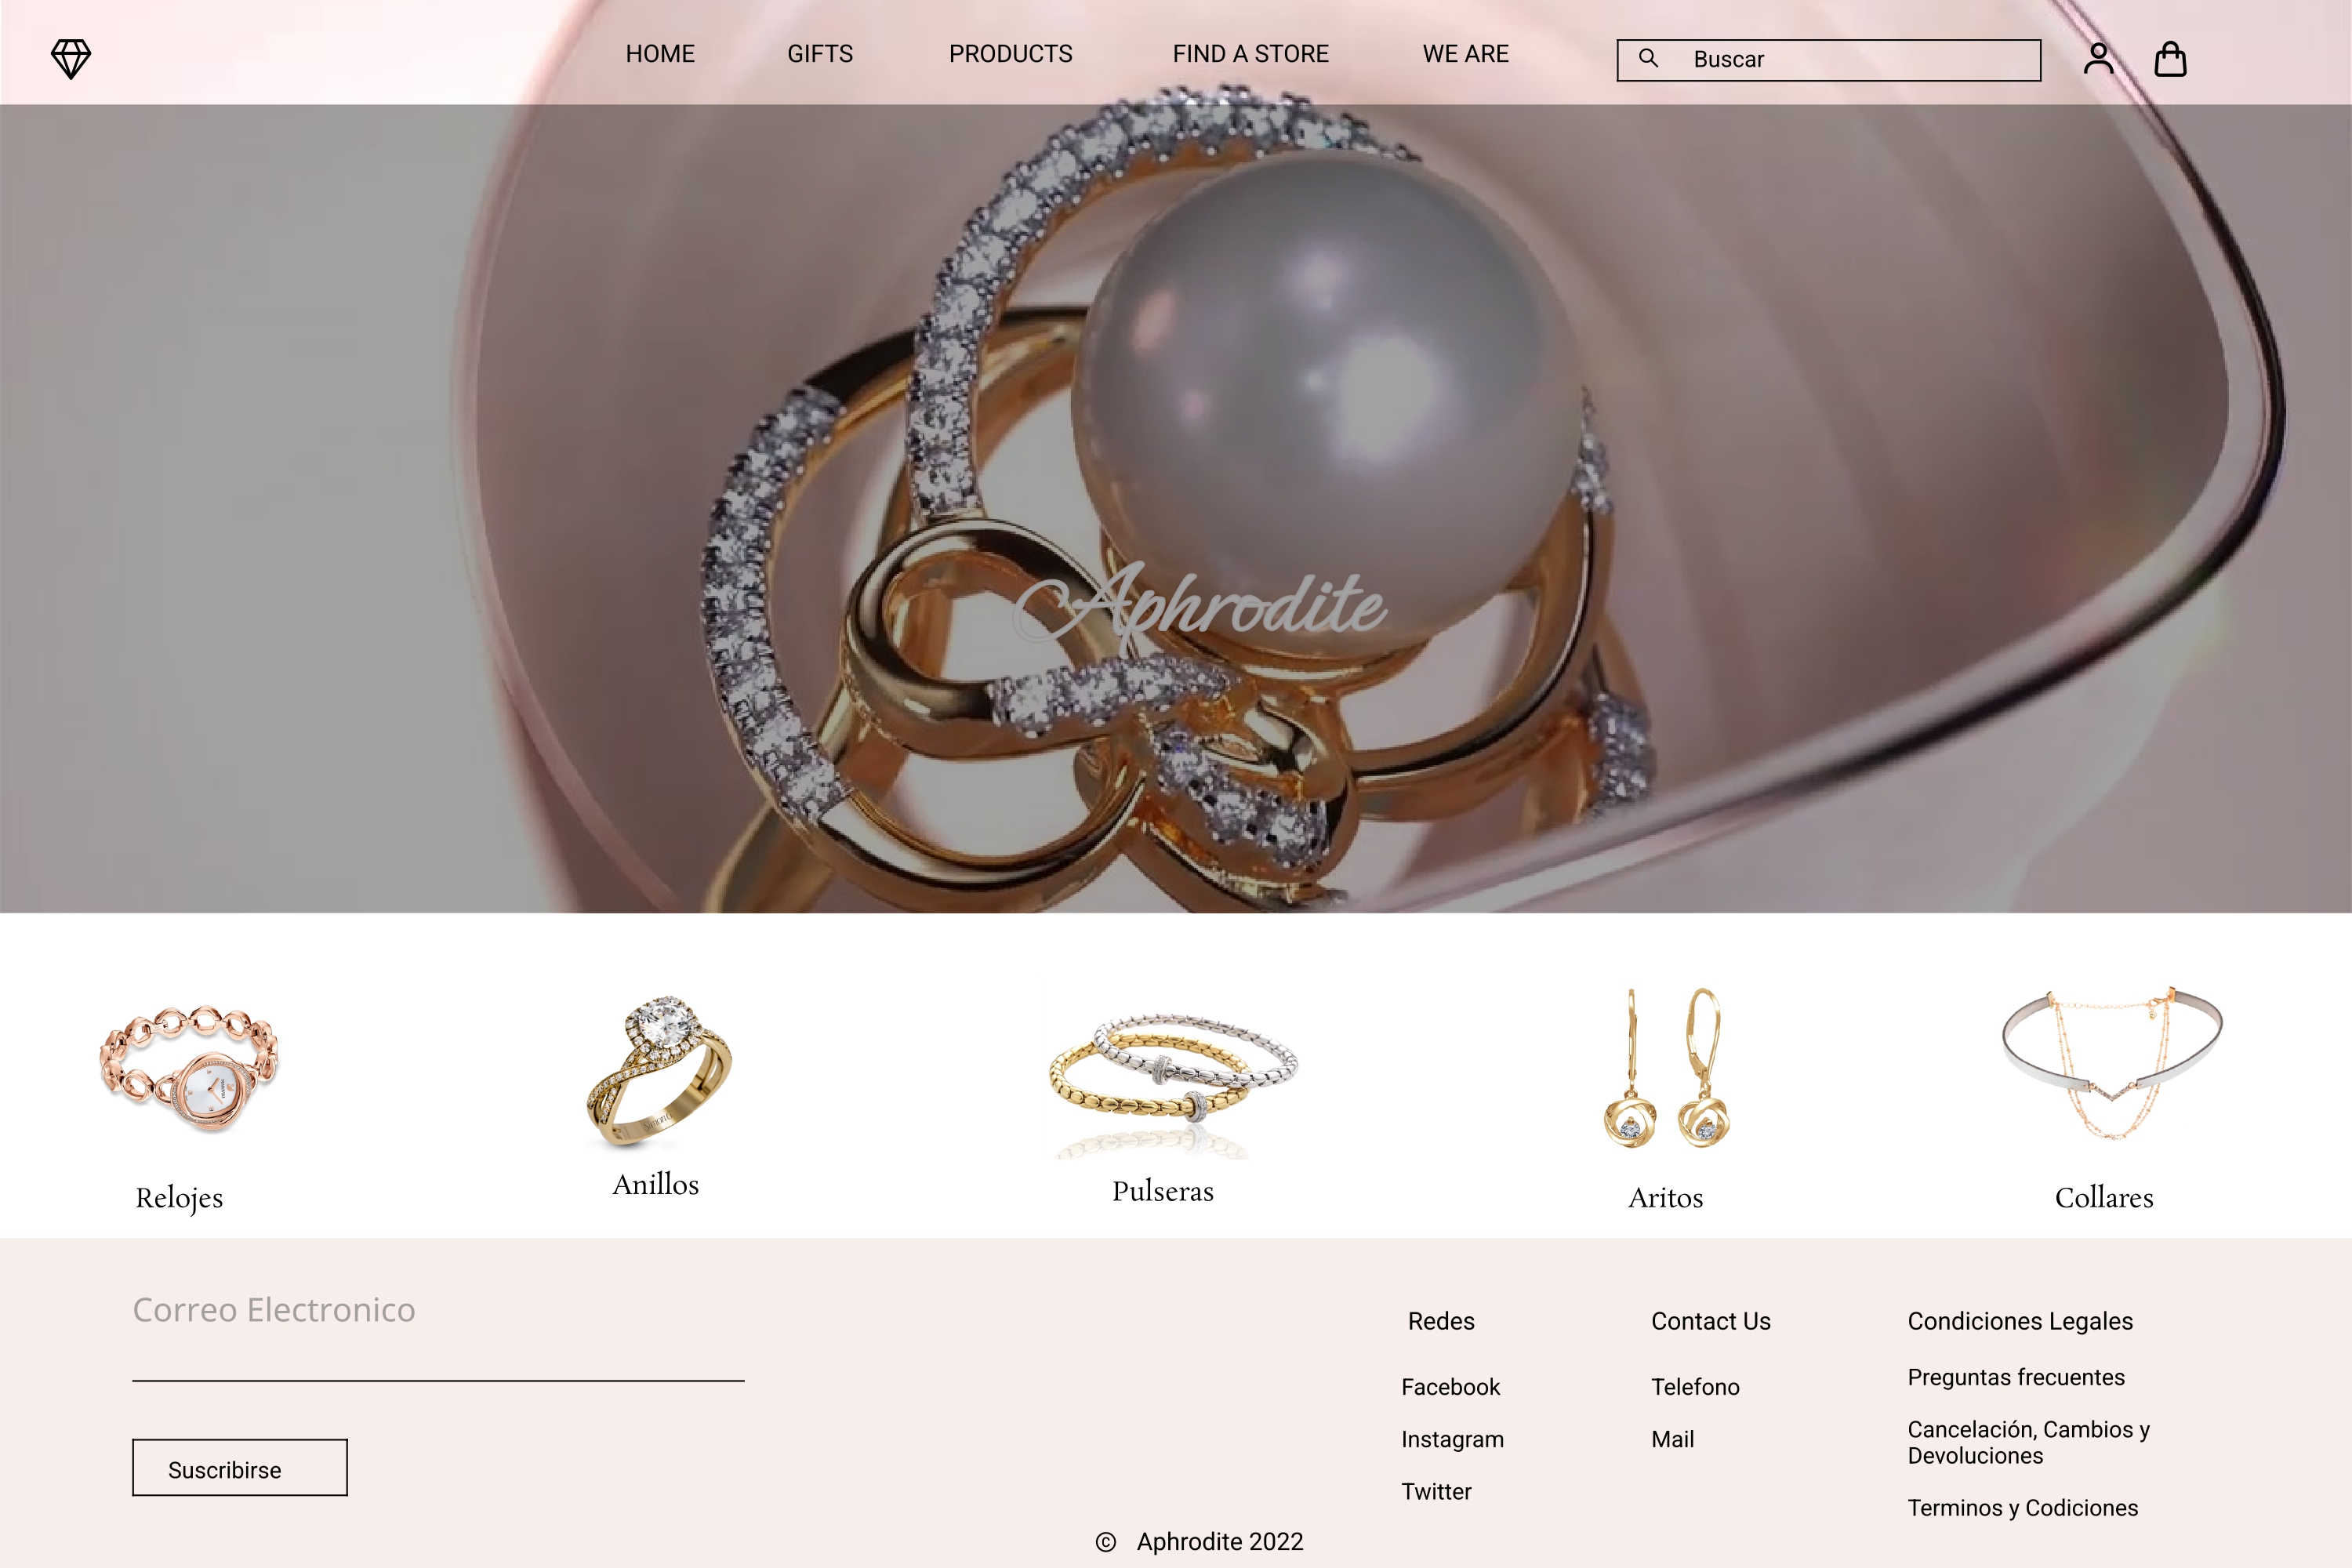 HOME GIFTS PRODUCTS FIND A STORE WE ARE Buscar
Aphrodite
Relojes Anillos Pulseras Aritos Collares
Correo Electronico
Suscribirse
Redes
Facebook
Instagram
Twitter
Contact Us
Telefono
Mail
Condiciones Legales
Preguntas frecuentes
Cancelación, Cambios y
Devoluciones
Terminos y Codiciones
© Aphrodite 2022